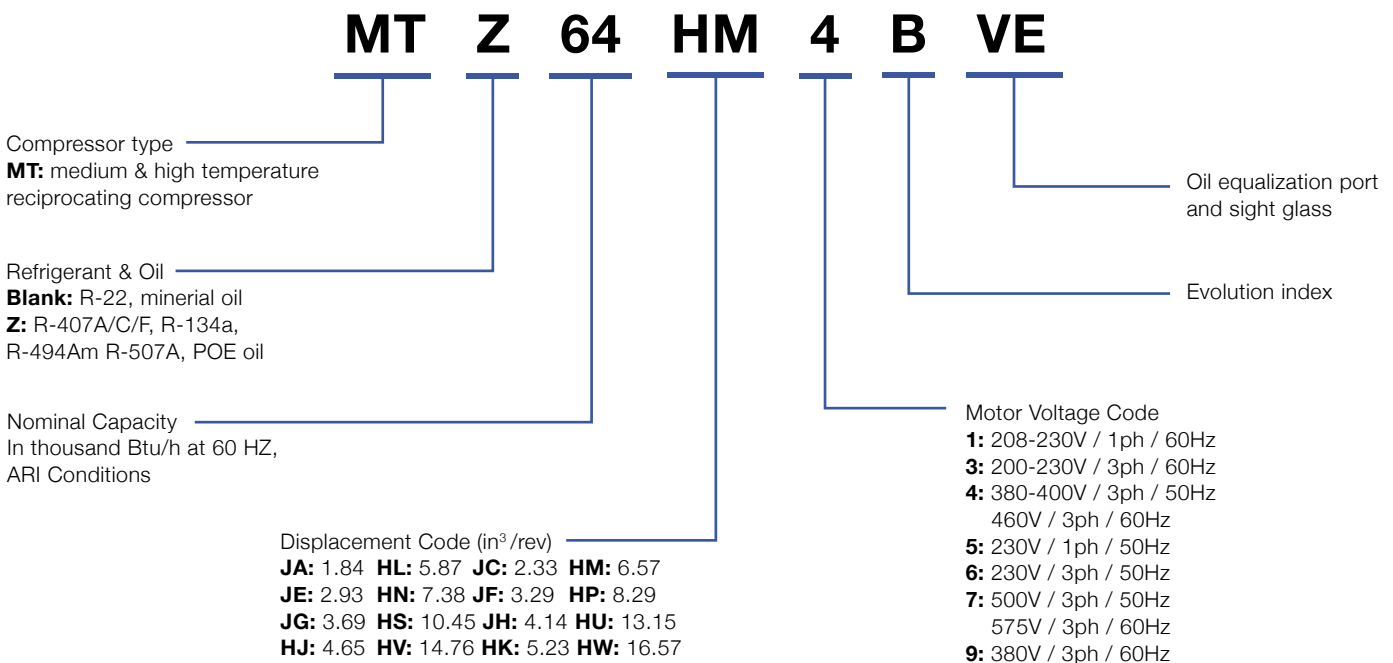 MT Z 64 HM 4 B VE
Compressor type
MT: medium & high temperature
reciprocating compressor
Refrigerant & Oil
Blank: R-22, minerial oil
Z: R-407A/C/F, R-134a,
R-494Am R-507A, POE oil
Nominal Capacity
In thousand Btu/h at 60 HZ,
ARI Conditions
Displacement Code (in³/rev)
JA: 1.84 HL: 5.87 JC: 2.33 HM: 6.57
JE: 2.93 HN: 7.38 JF: 3.29 HP: 8.29
JG: 3.69 HS: 10.45 JH: 4.14 HU: 13.15
HJ: 4.65 HV: 14.76 HK: 5.23 HW: 16.57
Oil equalization port
and sight glass
Evolution index
Motor Voltage Code
1: 208-230V / 1ph / 60Hz
3: 200-230V / 3ph / 60Hz
4: 380-400V / 3ph / 50Hz
460V / 3ph / 60Hz
5: 230V / 1ph / 50Hz
6: 230V / 3ph / 50Hz
7: 500V / 3ph / 50Hz
575V / 3ph / 60Hz
9: 380V / 3ph / 60Hz